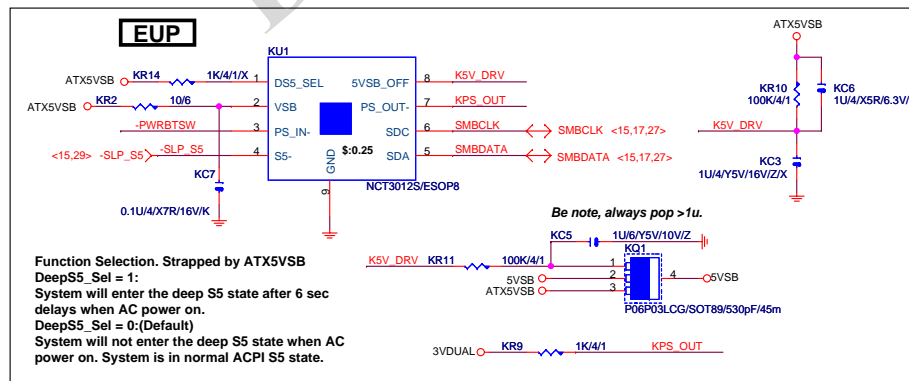 EUP
KU1
ATX5VSB KR14 1K/4/1/X 1 DS5_SEL 5VSB_OFF 8 K5V_DRV
ATX5VSB KR2 10/6 2 VSB PS_OUT- 7 KPS_OUT
-PWRBTSW 3 PS_IN- SDC 6 SMBCLK SMBCLK <15,17,27>
<15,29> -SLP_S5 -SLP_S5 4 S5- SDA 5 SMBDATA SMBDATA <15,17,27>
GND $:0.25
9
NCT3012S/ESOP8
KC7
0.1U/4/X7R/16V/K
ATX5VSB
KR10
100K/4/1
KC6
1U/4/X5R/6.3V/
K5V_DRV
KC3
1U/4/Y5V/16V/Z/X
Be note, always pop >1u.
KC5 1U/6/Y5V/10V/Z
K5V_DRV KR11 100K/4/1 KQ1
1
5VSB 2 4 5VSB
ATX5VSB 3
P06P03LCG/SOT89/530pF/45m
3VDUAL KR9 1K/4/1 KPS_OUT
Function Selection. Strapped by ATX5VSB
DeepS5_Sel = 1:
System will enter the deep S5 state after 6 sec
delays when AC power on.
DeepS5_Sel = 0:(Default)
System will not enter the deep S5 state when AC
power on. System is in normal ACPI S5 state.